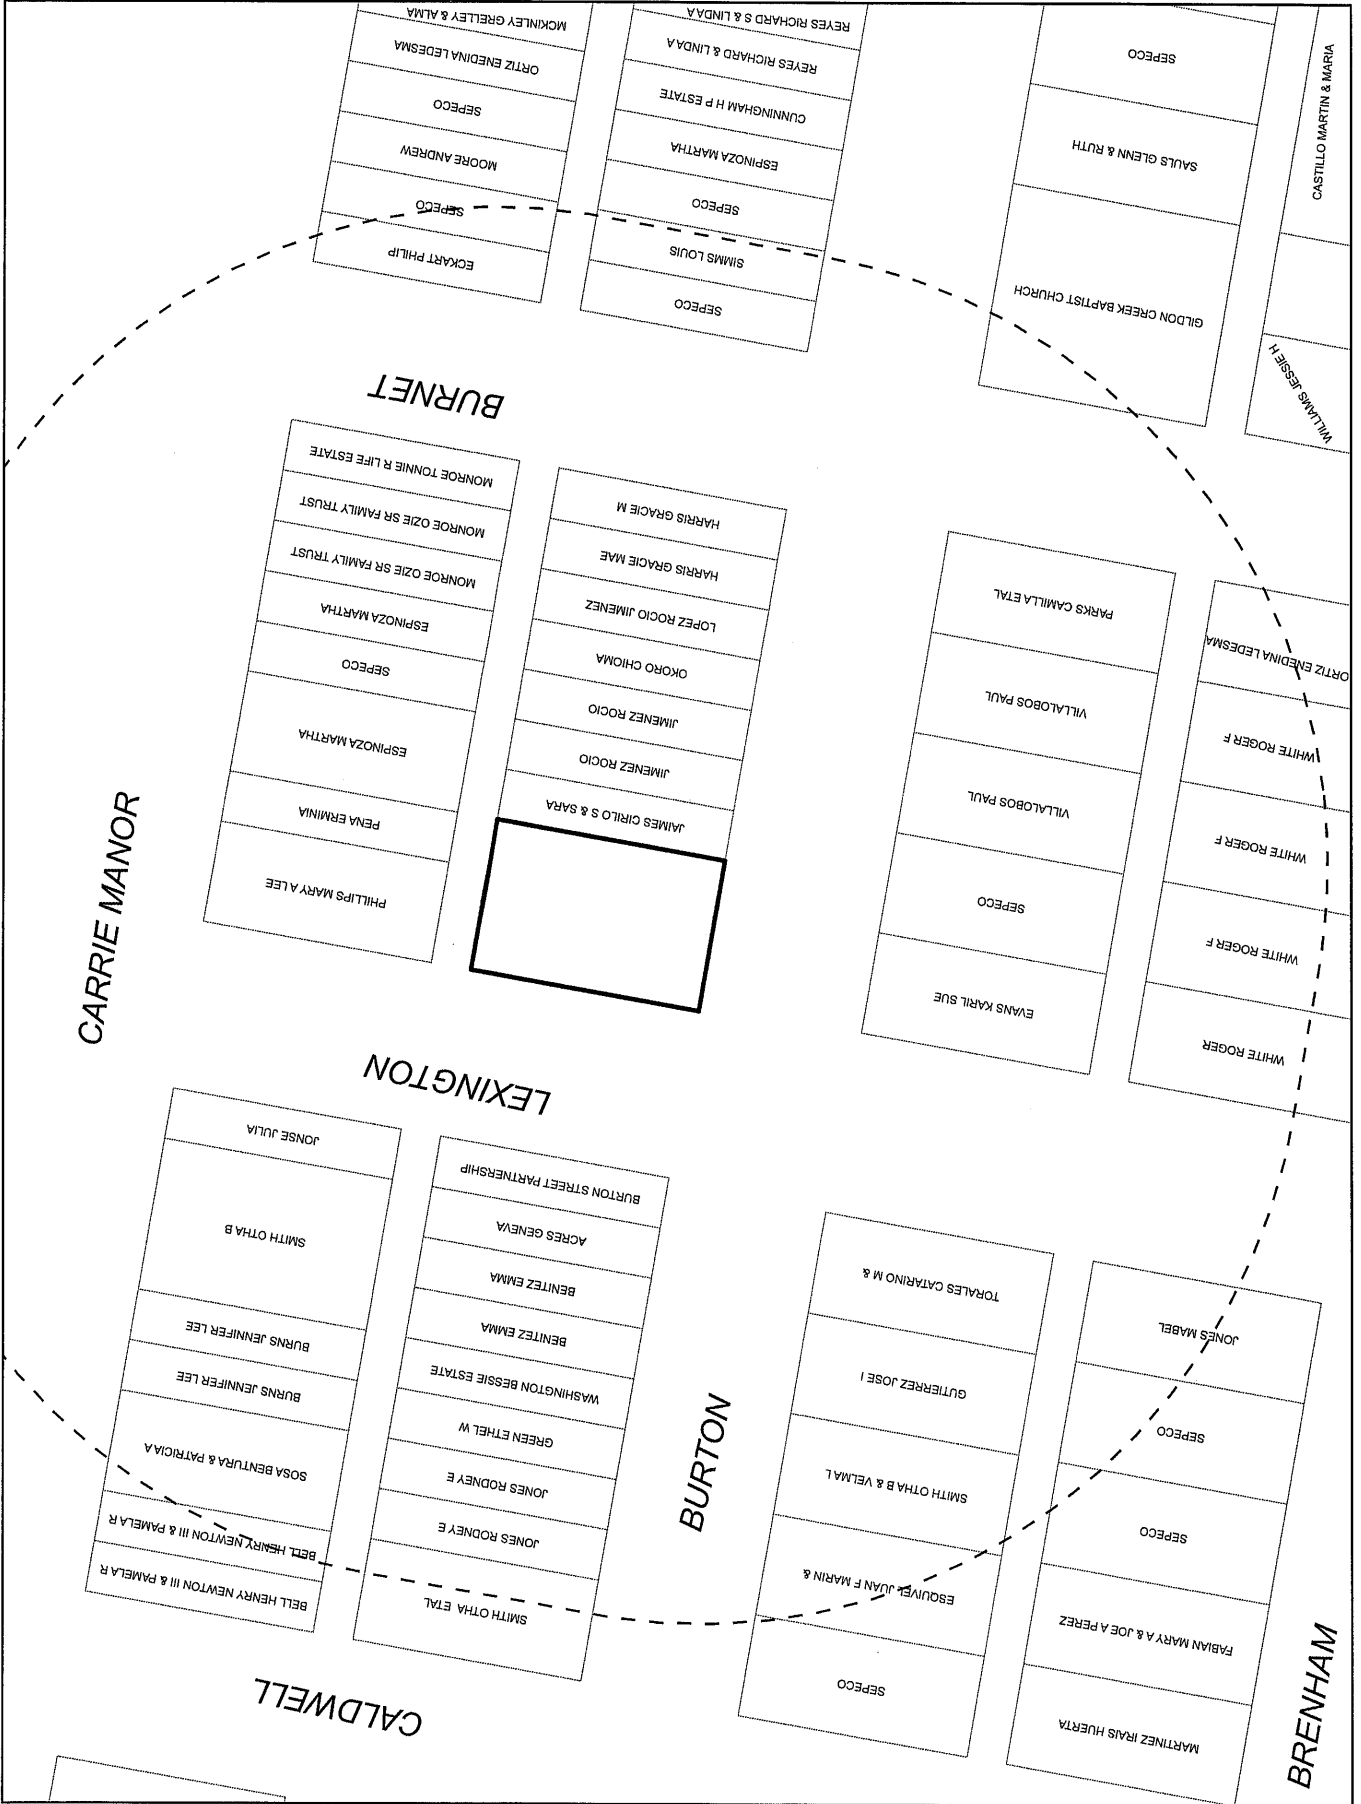 MCKINLEY GRELLEY & ALMA
ORTIZ ENEDINA LEDESMA
SEPECO
MOORE ANDREW
SEPECO
ECKART PHILIP
REYES RICHARD S & LINDA A
REYES RICHARD & LINDA A
CUNNINGHAM H P ESTATE
ESPINOZA MARTHA
SEPECO
SIMMS LOUIS
SEPECO
SEPECO
SAULS GLENN & RUTH
GILDON CREEK BAPTIST CHURCH
CASTILLO MARTIN & MARIA
WILLIAMS JESSIE H
BURNET
MONROE TONNIE R LIFE ESTATE
MONROE OZIE SR FAMILY TRUST
MONROE OZIE SR FAMILY TRUST
ESPINOZA MARTHA
SEPECO
ESPINOZA MARTHA
PENA ERMINIA
PHILLIPS MARY A LEE
HARRIS GRACIE M
HARRIS GRACIE MAE
LOPEZ ROCIO JIMENEZ
OKORO CHIOMA
JIMENEZ ROCIO
JIMENEZ ROCIO
JAIMES CIRILO S & SARA
PARKS CAMILLA ETAL
VILLALOBOS PAUL
VILLALOBOS PAUL
SEPECO
EVANS KARIL SUE
ORTIZ ENEDINA LEDESMA
WHITE ROGER F
WHITE ROGER F
WHITE ROGER F
WHITE ROGER
CARRIE MANOR
LEXINGTON
JONSE JULIA
SMITH OTHA B
BURNS JENNIFER LEE
BURNS JENNIFER LEE
SOSA BENTURA & PATRICIA A
BELL HENRY NEWTON III & PAMELA R
BELL HENRY NEWTON III & PAMELA R
BURTON STREET PARTNERSHIP
ACRES GENEVA
BENITEZ EMMA
BENITEZ EMMA
WASHINGTON BESSIE ESTATE
GREEN ETHEL W
JONES RODNEY E
JONES RODNEY E
SMITH OTHA ETAL
BURTON
TORALES CATARINO M &
GUTIERREZ JOSE I
SMITH OTHA B & VELMA L
ESQUIVEL JUAN F MARIN &
SEPECO
JONES MABEL
SEPECO
SEPECO
FABIAN MARY A & JOE A PEREZ
MARTINEZ IRAIS HUERTA
CALDWELL
BRENHAM